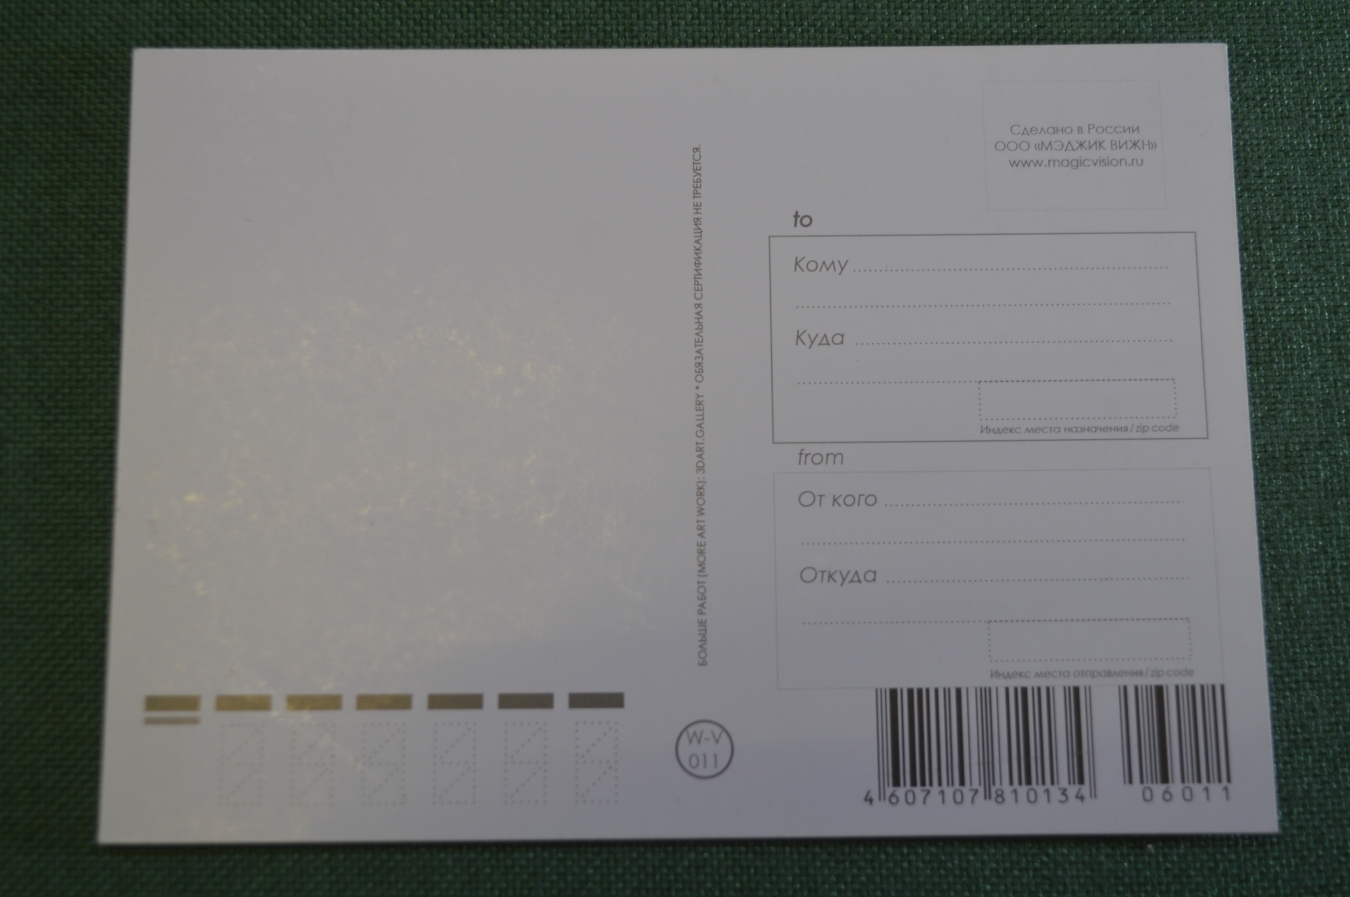 Сделано в России
ООО «МЭДЖИК ВИЖН»
www.magicvision.ru
БОЛЬШЕ РАБОТ (MORE ART WORK): 3DART.GALLERY * ОБЯЗАТЕЛЬНАЯ СЕРТИФИКАЦИЯ НЕ ТРЕБУЕТСЯ.
to
Кому
Куда
Индекс места назначения / zip code
from
От кого
Откуда
Индекс места отправления / zip code
W-V
011
4 607107 810134 06011